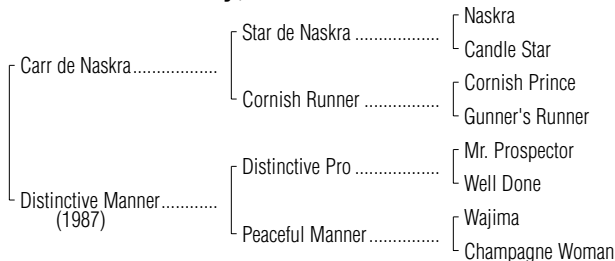 Naskra
Star de Naskra ..................
Candle Star
Carr de Naskra..................
Cornish Prince
Cornish Runner ................
Gunner's Runner
Mr. Prospector
Distinctive Pro ..................
Well Done
Distinctive Manner............
(1987)
Wajima
Peaceful Manner...............
Champagne Woman